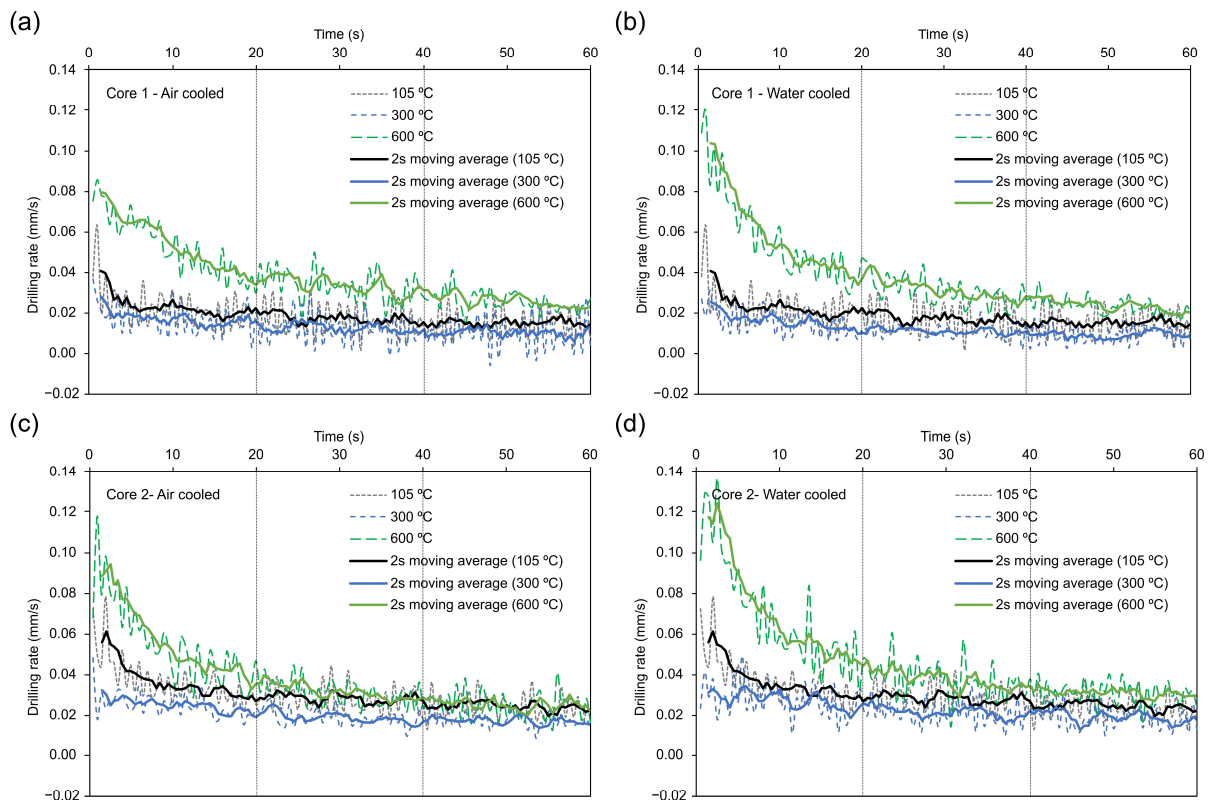 (a)
Time (s)
0 10 20 30 40 50 60
0.14
0.12
0.10
0.08
0.06
0.04
0.02
0.00
−0.02
Drilling rate (mm/s)
Core 1 - Air cooled
105 ºC
300 ºC
600 ºC
2s moving average (105 ºC)
2s moving average (300 ºC)
2s moving average (600 ºC)
(b)
Time (s)
0 10 20 30 40 50 60
0.14
0.12
0.10
0.08
0.06
0.04
0.02
0.00
−0.02
Drilling rate (mm/s)
Core 1 - Water cooled
105 ºC
300 ºC
600 ºC
2s moving average (105 ºC)
2s moving average (300 ºC)
2s moving average (600 ºC)
(c)
Time (s)
0 10 20 30 40 50 60
0.14
0.12
0.10
0.08
0.06
0.04
0.02
0.00
−0.02
Drilling rate (mm/s)
Core 2- Air cooled
105 ºC
300 ºC
600 ºC
2s moving average (105 ºC)
2s moving average (300 ºC)
2s moving average (600 ºC)
(d)
Time (s)
0 10 20 30 40 50 60
0.14
0.12
0.10
0.08
0.06
0.04
0.02
0.00
−0.02
Drilling rate (mm/s)
Core 2- Water cooled
105 ºC
300 ºC
600 ºC
2s moving average (105 ºC)
2s moving average (300 ºC)
2s moving average (600 ºC)